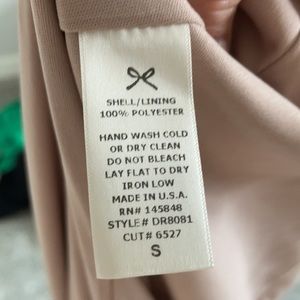 SHELL/LINING
100% POLYESTER
HAND WASH COLD
OR DRY CLEAN
DO NOT BLEACH
LAY FLAT TO DRY
IRON LOW
MADE IN U.S.A.
RN# 145848
STYLE# DR8081
CUT# 6527
S